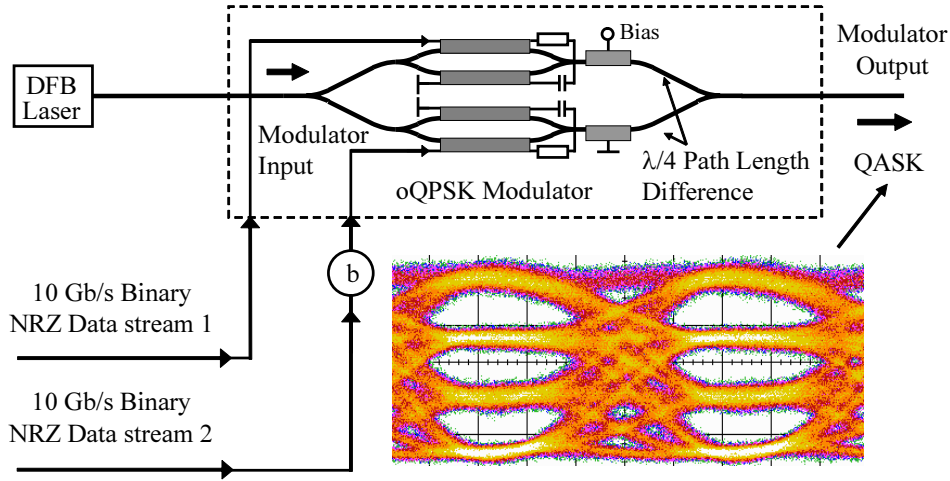 Bias
Modulator
Output
DFB
Laser
Modulator
Input
λ/4 Path Length
Difference
QASK
oQPSK Modulator
b
10 Gb/s Binary
NRZ Data stream 1
10 Gb/s Binary
NRZ Data stream 2